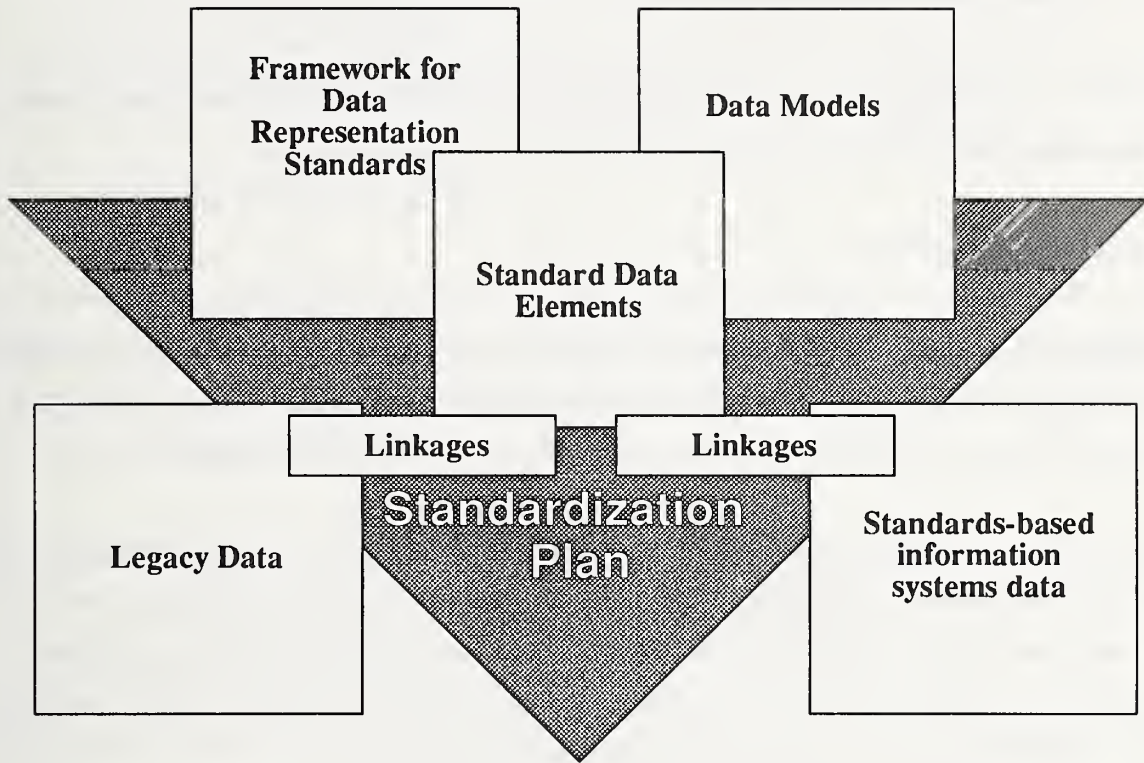 Framework for
Data
Representation
Standards
Data Models
Standard Data
Elements
Linkages
Linkages
Standardization
Plan
Legacy Data
Standards-based
information
systems data